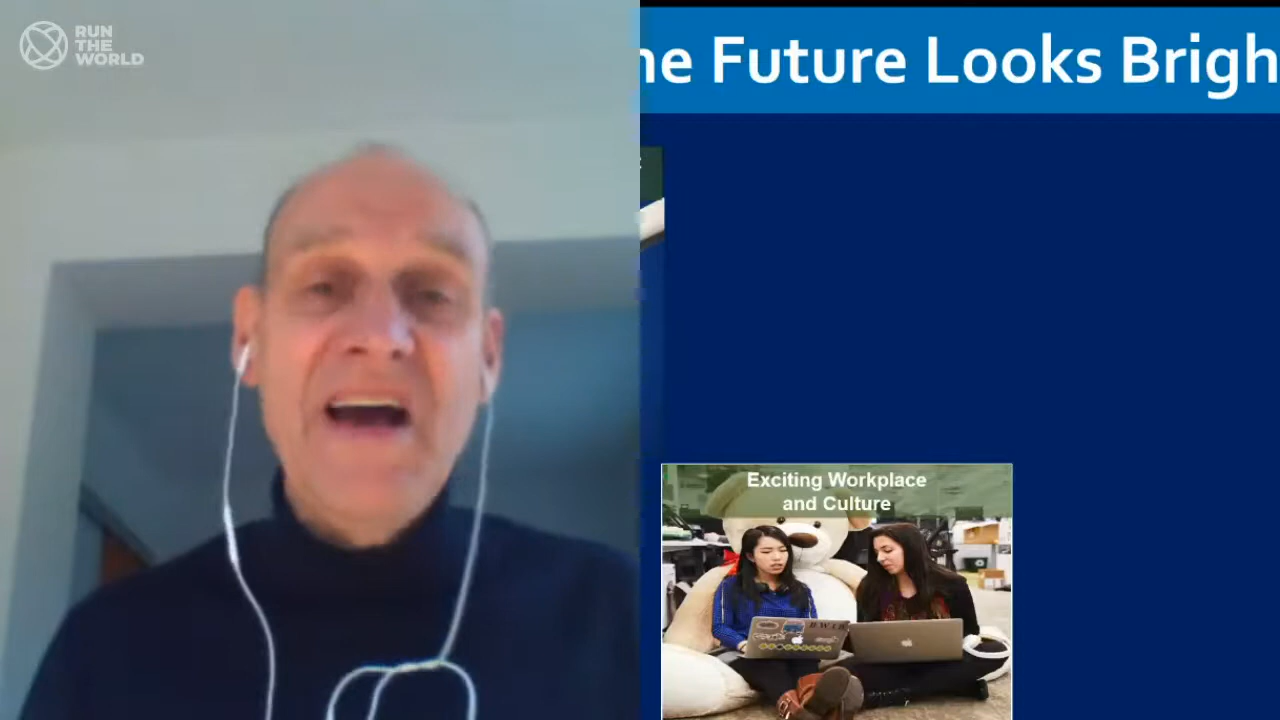 RUN
THE
WORLD
ne Future Looks Brigh
Exciting Workplace
and Culture